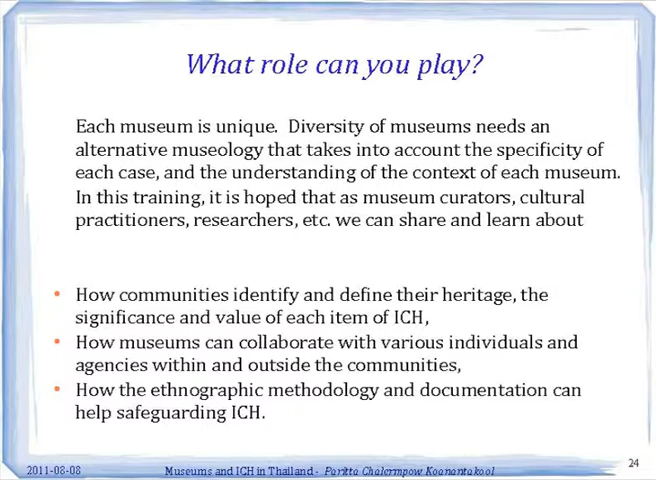 What role can you play?
Each museum is unique. Diversity of museums needs an
alternative museology that takes into account the specificity of
each case, and the understanding of the context of each museum.
In this training, it is hoped that as museum curators, cultural
practitioners, researchers, etc. we can share and learn about
• How communities identify and define their heritage, the
significance and value of each item of ICH,
• How museums can collaborate with various individuals and
agencies within and outside the communities,
• How the ethnographic methodology and documentation can
help safeguarding ICH.
2011-08-08
Museums and ICH in Thailand - Paritta Chalermpow Koanantakool
24